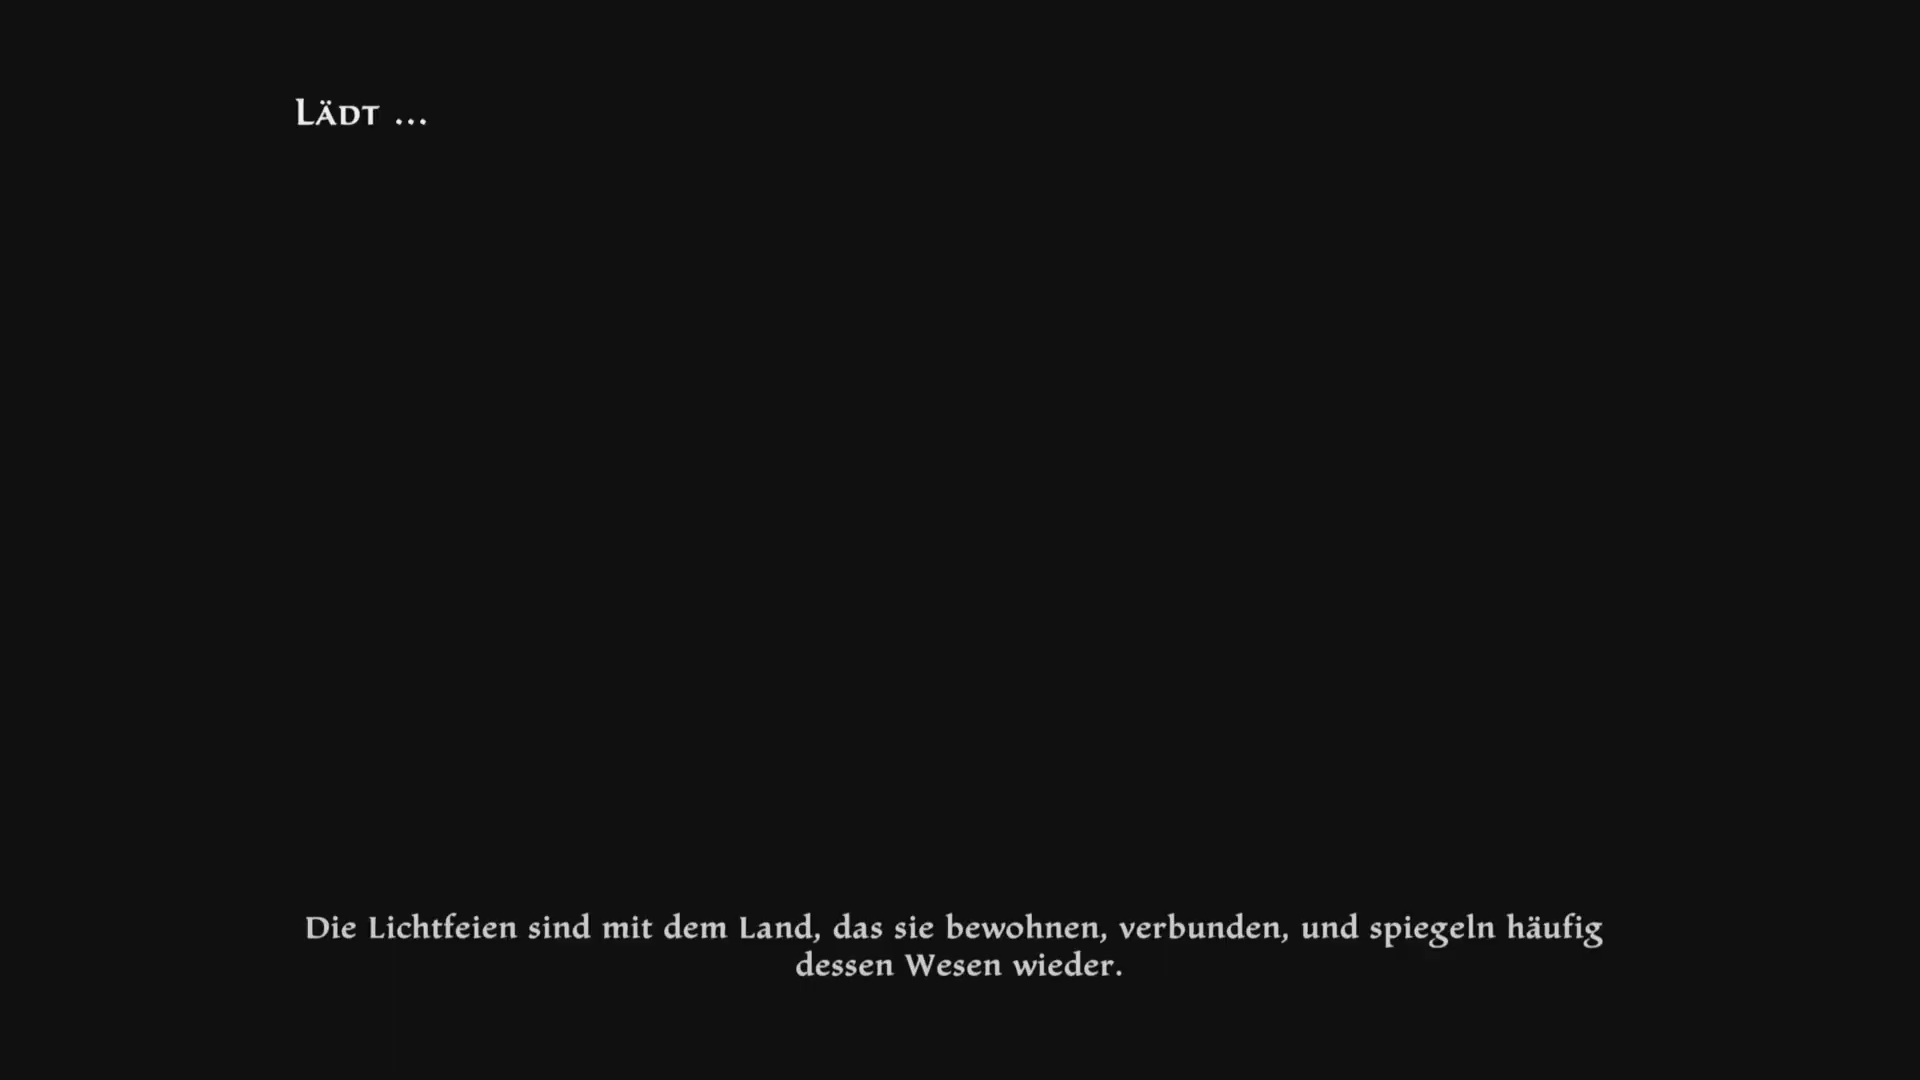 Lädt ...
Die Lichtfeien sind mit dem Land, das sie bewohnen, verbunden, und spiegeln häufig
dessen Wesen wieder.